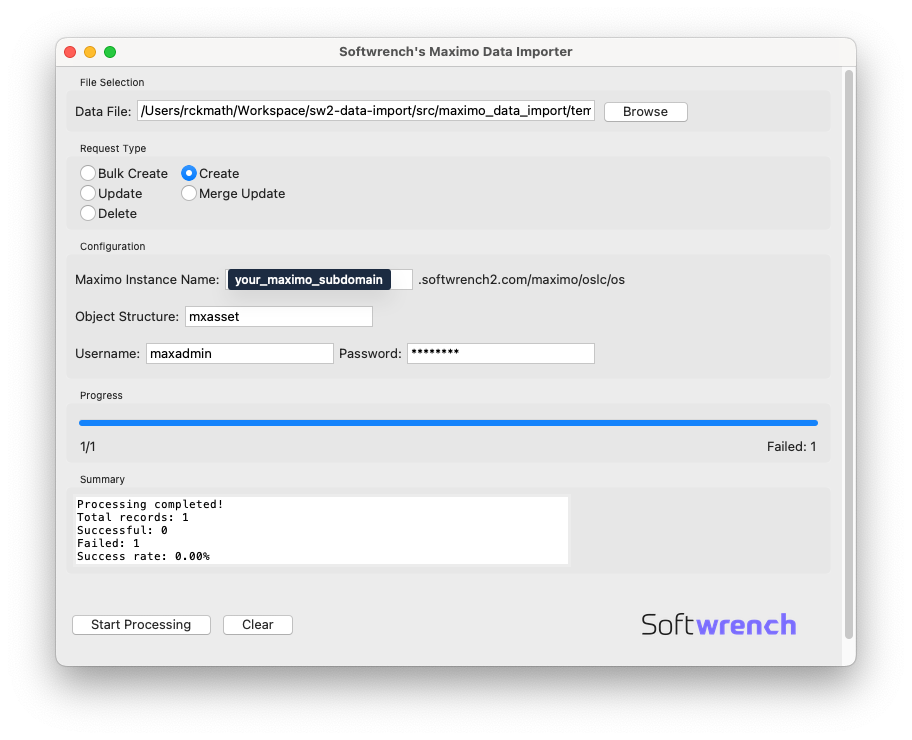 Softwrench's Maximo Data Importer
File Selection
Data File: /Users/rckmath/Workspace/sw2-data-import/src/maximo_data_import/tem Browse
Request Type
Bulk Create Create
Update Merge Update
Delete
Configuration
Maximo Instance Name: your_maximo_subdomain .softwrench2.com/maximo/oslc/os
Object Structure: mxasset
Username: maxadmin Password: ********
Progress
1/1 Failed: 1
Summary
Processing completed!
Total records: 1
Successful: 0
Failed: 1
Success rate: 0.00%
Start Processing Clear Softwrench